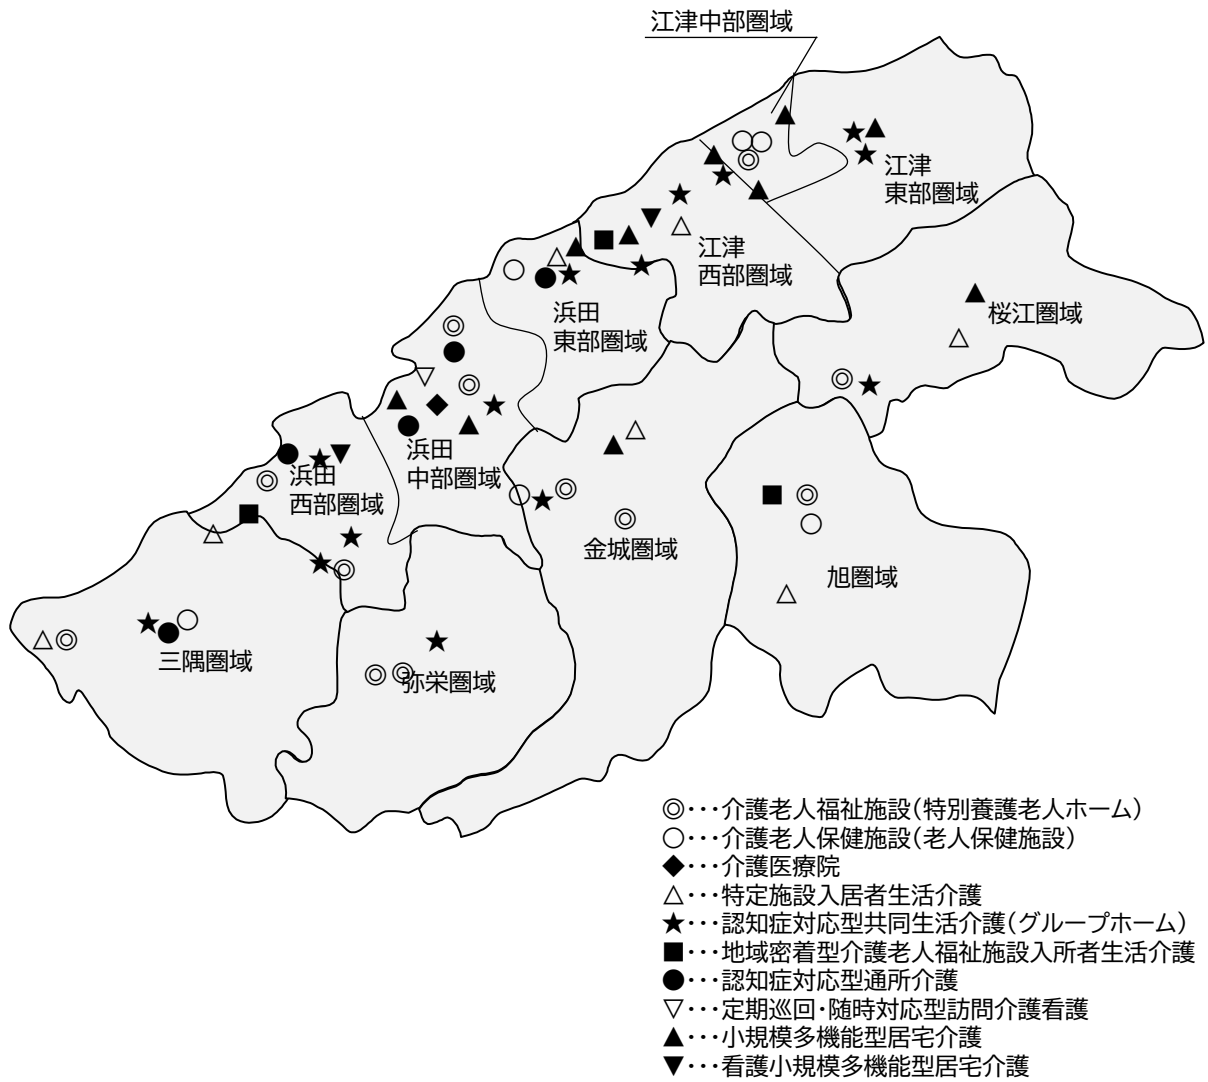 江津中部圏域
江津
東部圏域
江津
西部圏域
桜江圏域
浜田
東部圏域
浜田
中部圏域
浜田
西部圏域
金城圏域
旭圏域
三隅圏域
弥栄圏域
◎･･･介護老人福祉施設(特別養護老人ホーム)
○･･･介護老人保健施設(老人保健施設)
◆･･･介護医療院
△･･･特定施設入居者生活介護
★･･･認知症対応型共同生活介護(グループホーム)
■･･･地域密着型介護老人福祉施設入所者生活介護
●･･･認知症対応型通所介護
▽･･･定期巡回･随時対応型訪問介護看護
▲･･･小規模多機能型居宅介護
▼･･･看護小規模多機能型居宅介護